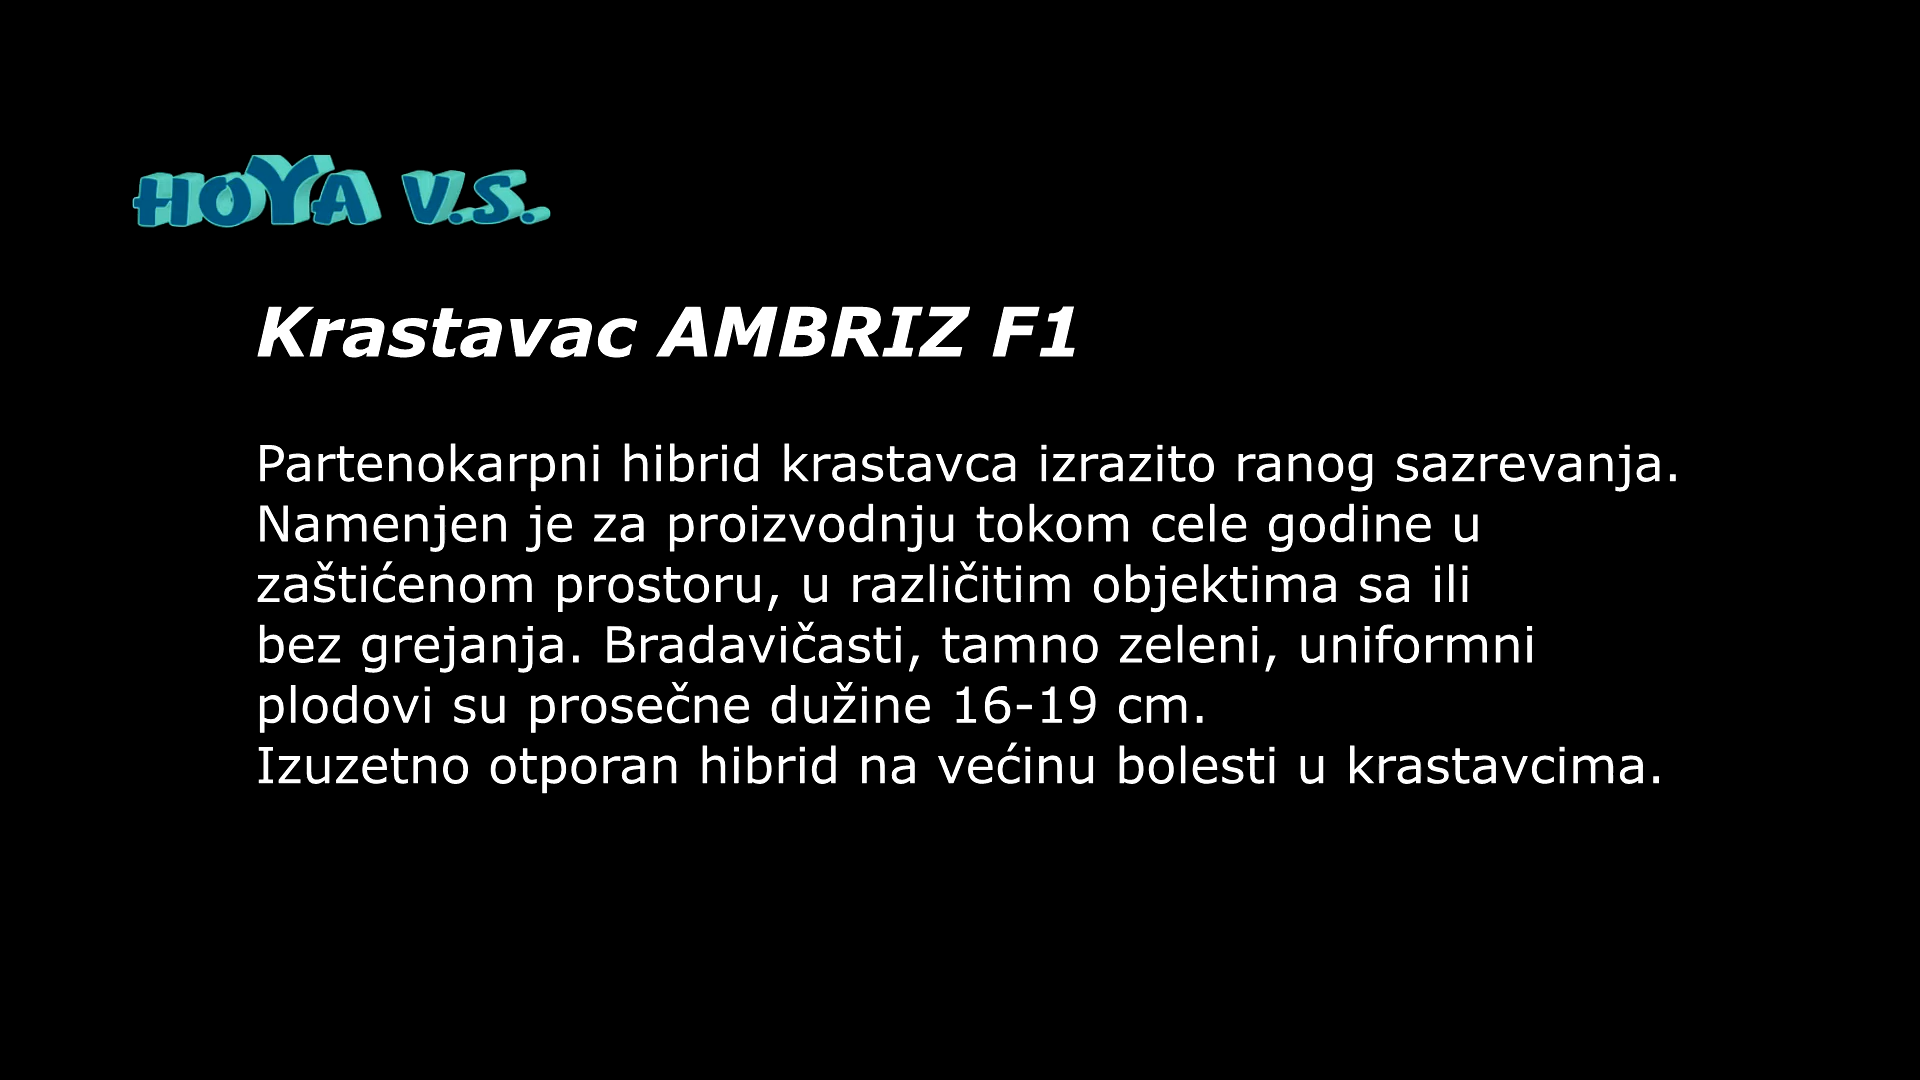 HOYA V.S.
Krastavac AMBRIZ F1
Partenokarpni hibrid krastavca izrazito ranog sazrevanja.
Namenjen je za proizvodnju tokom cele godine u
zaštićenom prostoru, u različitim objektima sa ili
bez grejanja. Bradavičasti, tamno zeleni, uniformni
plodovi su prosečne dužine 16-19 cm.
Izuzetno otporan hibrid na većinu bolesti u krastavcima.